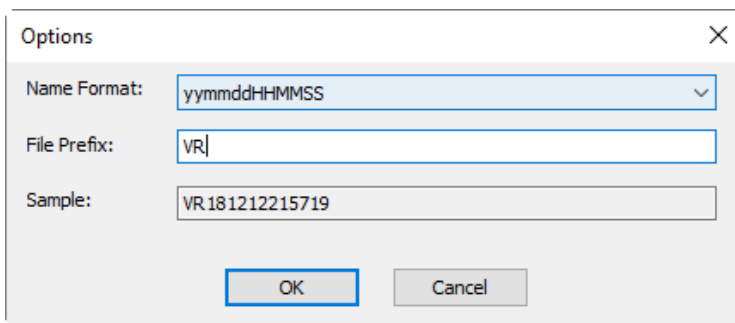 Options
Name Format: yymmddHHMMSS
File Prefix: VR
Sample: VR181212215719
OK Cancel